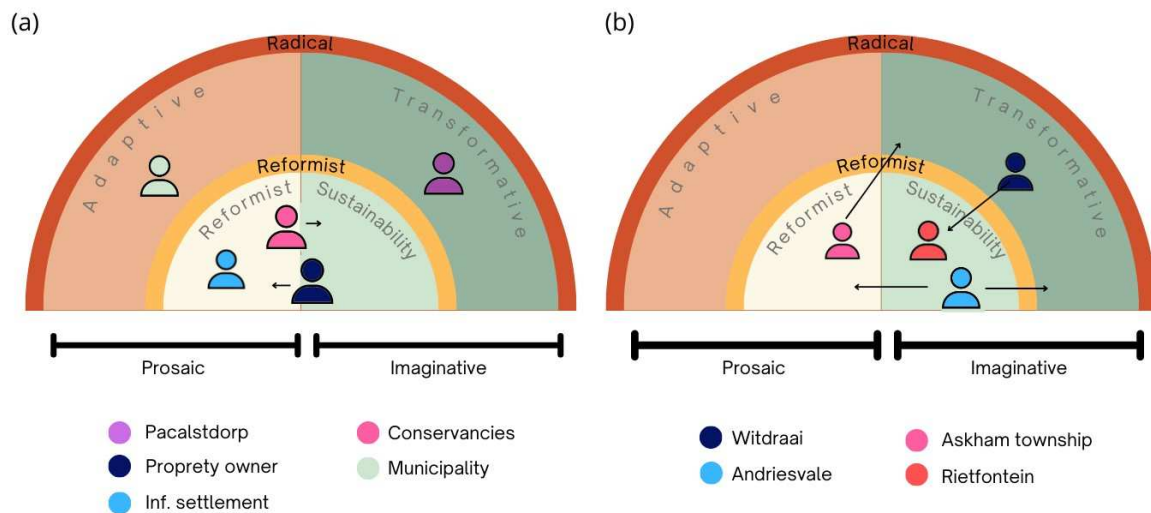 (a)
Radical
Adaptive
Transformative
Reformist
Reformist
Sustainability
Prosaic
Imaginative
Pacalstdorp
Proprety owner
Inf. settlement
Conservancies
Municipality
(b)
Radical
Adaptive
Transformative
Reformist
Reformist
Sustainability
Prosaic
Imaginative
Witdraai
Andriesvale
Askham township
Rietfontein